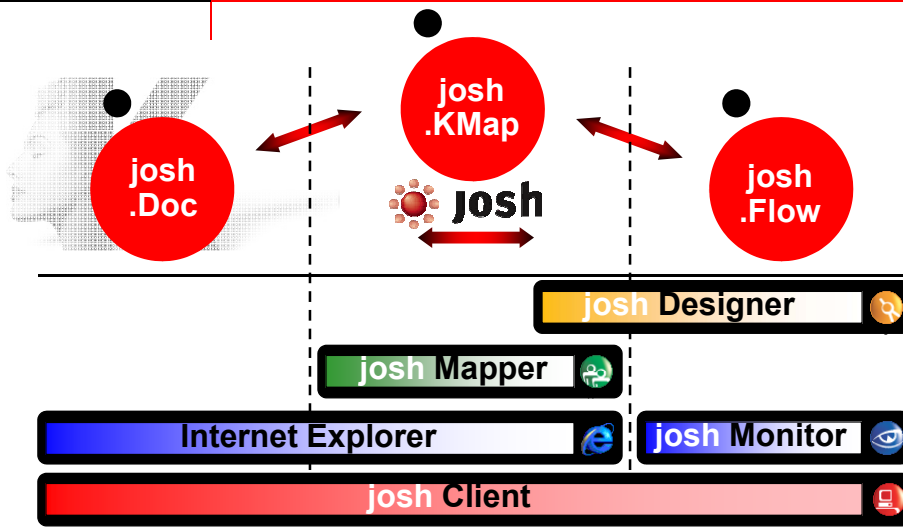 josh
.KMap
josh
.Doc
josh
.Flow
josh
josh Designer
josh Mapper
Internet Explorer
josh Monitor
josh Client